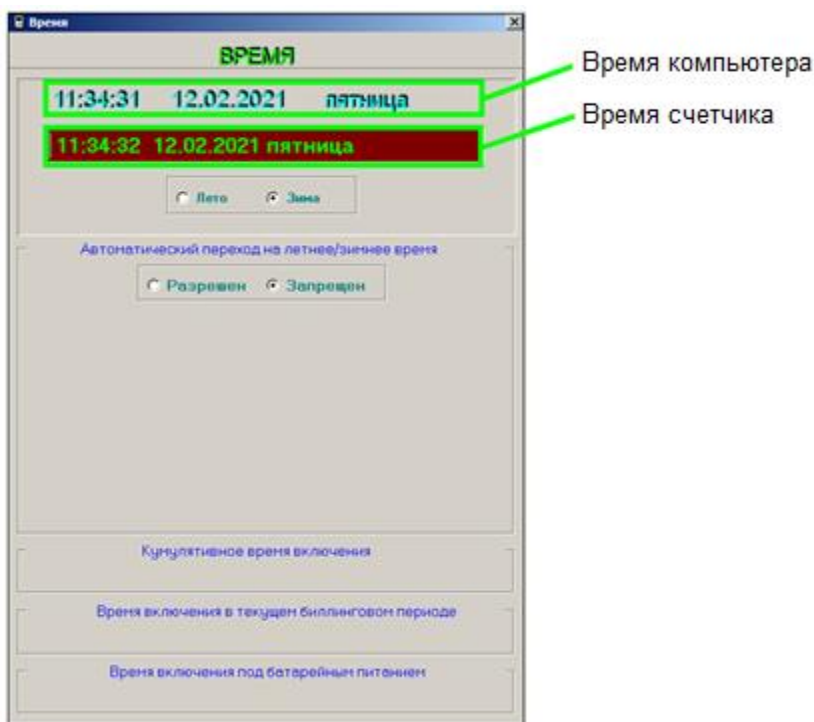 Время
ВРЕМЯ
11:34:31 12.02.2021 пятница
Время компьютера
11:34:32 12.02.2021 пятница
Время счетчика
Лето Зима
Автоматический переход на летнее/зимнее время
Разрешен Запрещен
Кумулятивное время включения
Время включения в текущем биллинговом периоде
Время включения под батарейным питанием